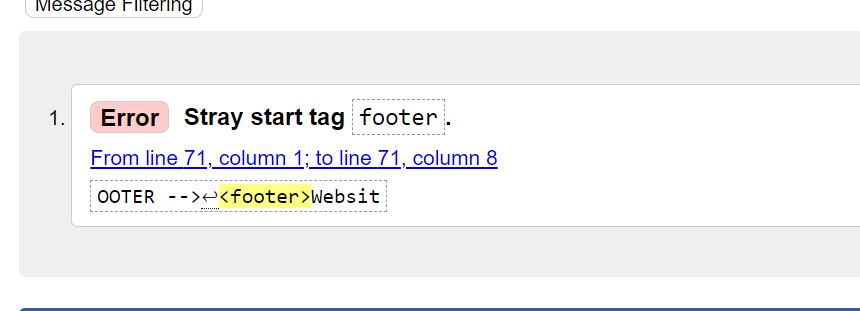 Message Filtering
1. Error Stray start tag footer.
From line 71, column 1; to line 71, column 8
OOTER -->↩<footer>Websit